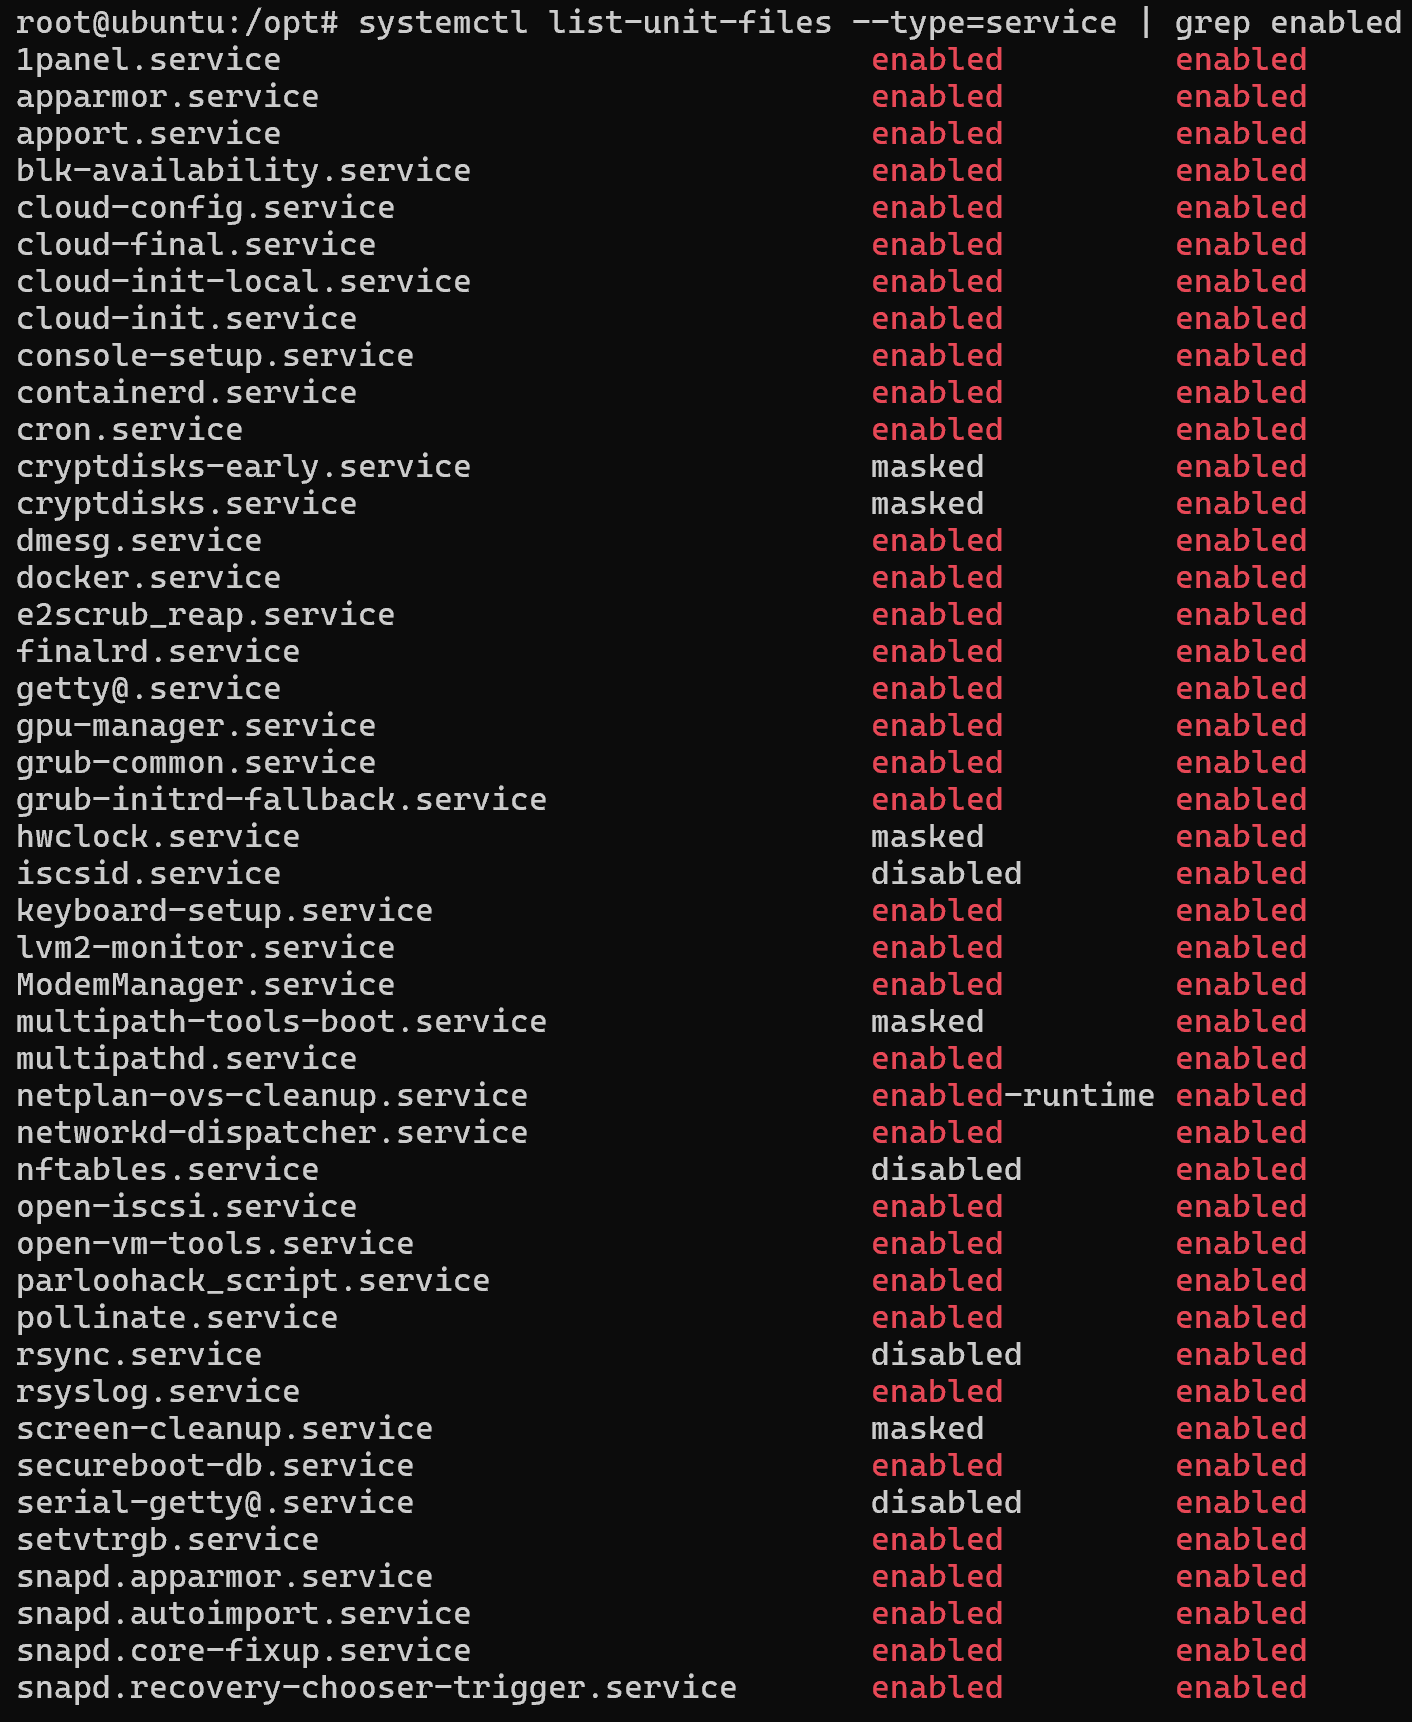 root@ubuntu:/opt# systemctl list-unit-files --type=service | grep enabled
1panel.service enabled enabled
apparmor.service enabled enabled
apport.service enabled enabled
blk-availability.service enabled enabled
cloud-config.service enabled enabled
cloud-final.service enabled enabled
cloud-init-local.service enabled enabled
cloud-init.service enabled enabled
console-setup.service enabled enabled
containerd.service enabled enabled
cron.service enabled enabled
cryptdisks-early.service masked enabled
cryptdisks.service masked enabled
dmesg.service enabled enabled
docker.service enabled enabled
e2scrub_reap.service enabled enabled
finalrd.service enabled enabled
getty@.service enabled enabled
gpu-manager.service enabled enabled
grub-common.service enabled enabled
grub-initrd-fallback.service enabled enabled
hwclock.service masked enabled
iscsid.service disabled enabled
keyboard-setup.service enabled enabled
lvm2-monitor.service enabled enabled
ModemManager.service enabled enabled
multipath-tools-boot.service masked enabled
multipathd.service enabled enabled
netplan-ovs-cleanup.service enabled-runtime enabled
networkd-dispatcher.service enabled enabled
nftables.service disabled enabled
open-iscsi.service enabled enabled
open-vm-tools.service enabled enabled
parloohack_script.service enabled enabled
pollinate.service enabled enabled
rsync.service disabled enabled
rsyslog.service enabled enabled
screen-cleanup.service masked enabled
secureboot-db.service enabled enabled
serial-getty@.service disabled enabled
setvtrgb.service enabled enabled
snapd.apparmor.service enabled enabled
snapd.autoimport.service enabled enabled
snapd.core-fixup.service enabled enabled
snapd.recovery-chooser-trigger.service enabled enabled